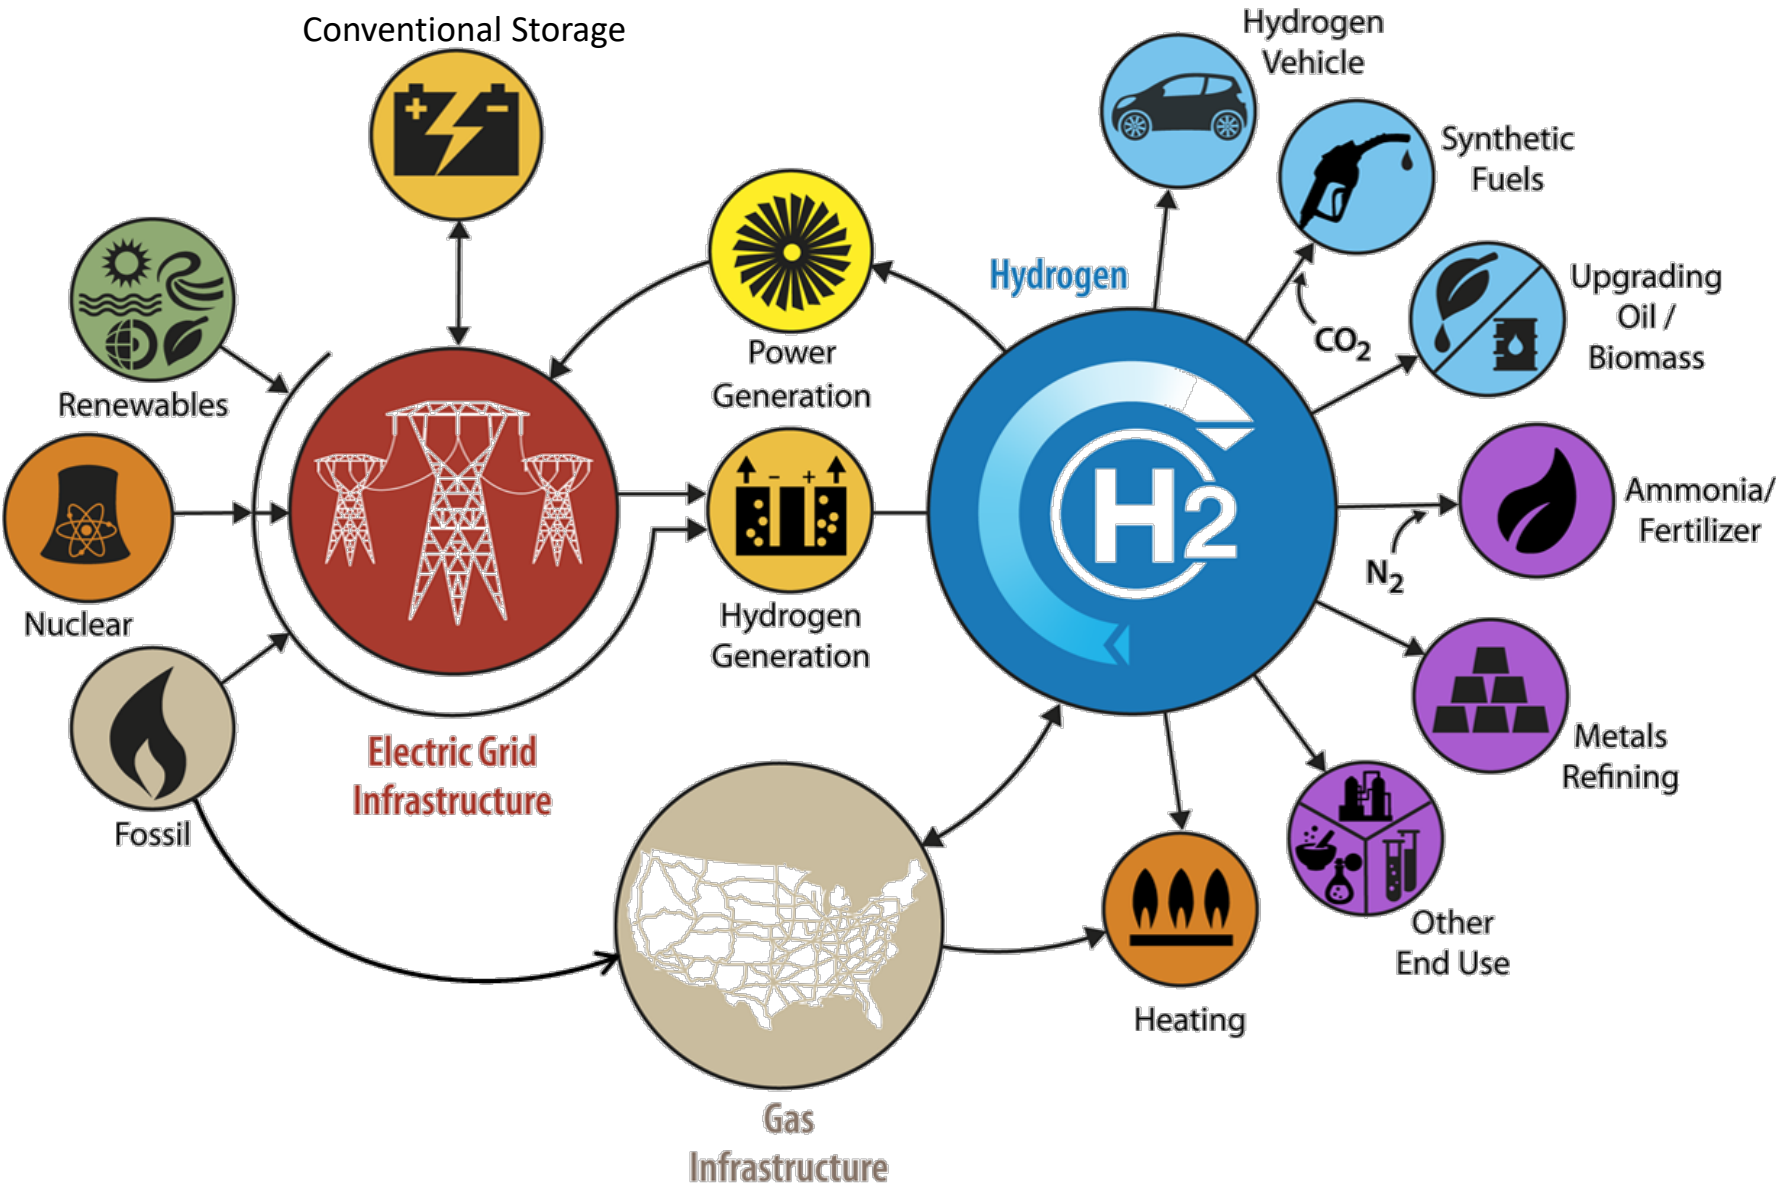 Conventional Storage
Hydrogen
Vehicle
Synthetic
Fuels
Renewables
Power
Generation
Hydrogen
CO2
Upgrading
Oil /
Biomass
Nuclear
- +
+ -
Hydrogen
Generation
H2
Ammonia/
Fertilizer
N2
Fossil
Electric Grid
Infrastructure
Metals
Refining
Other
End Use
Heating
Gas
Infrastructure